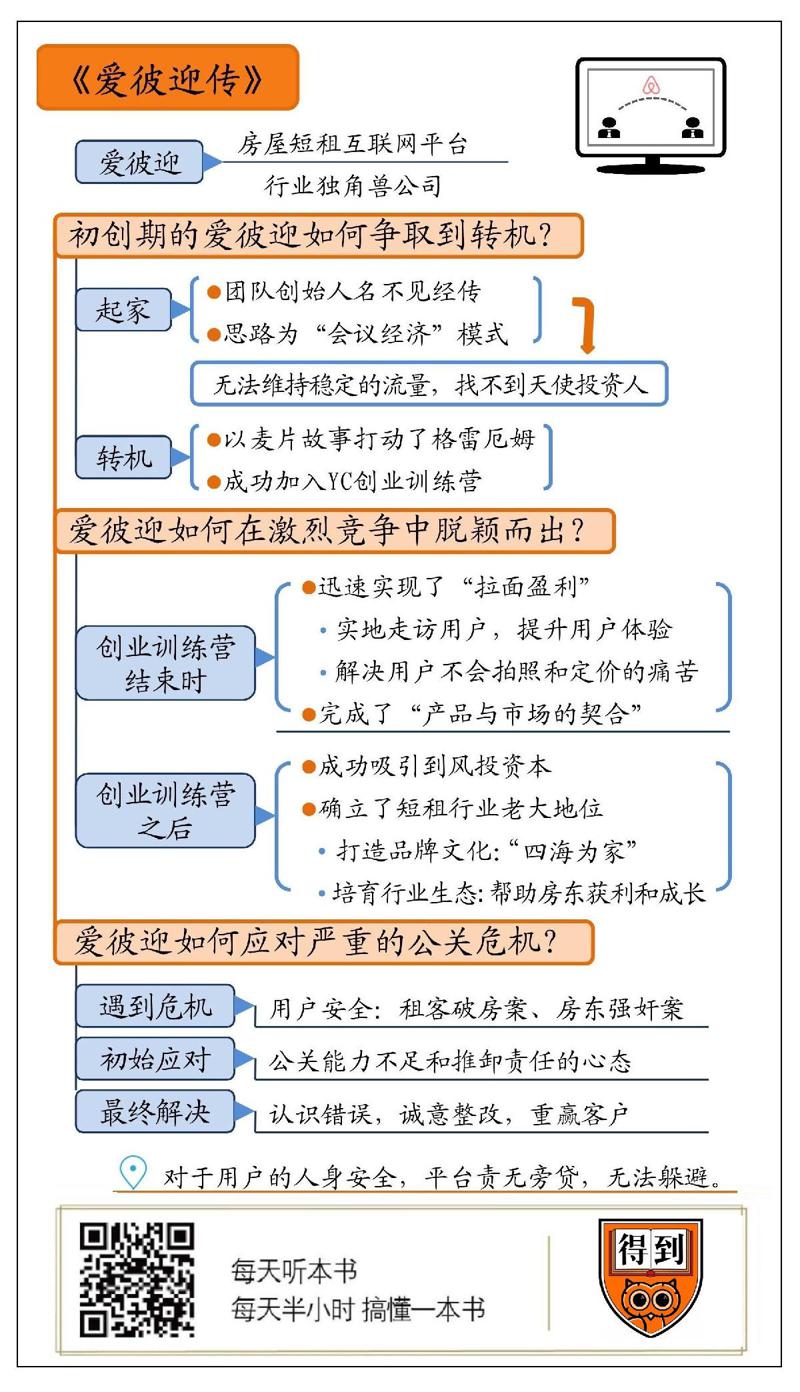 《爱彼迎传》
爱彼迎
房屋短租互联网平台
行业独角兽公司
初创期的爱彼迎如何争取到转机？
起家
●团队创始人名不见经传
●思路为“会议经济”模式
无法维持稳定的流量，找不到天使投资人
转机
●以麦片故事打动了格雷厄姆
●成功加入YC创业训练营
爱彼迎如何在激烈竞争中脱颖而出？
创业训练营
结束时
●迅速实现了“拉面盈利”
•实地走访用户，提升用户体验
•解决用户不会拍照和定价的痛苦
●完成了“产品与市场的契合”
创业训练营
之后
●成功吸引到风投资本
●确立了短租行业老大地位
•打造品牌文化：“四海为家”
•培育行业生态：帮助房东获利和成长
爱彼迎如何应对严重的公关危机？
遇到危机
用户安全：租客破房案、房东强奸案
初始应对
公关能力不足和推卸责任的心态
最终解决
认识错误，诚意整改，重赢客户
对于用户的人身安全，平台责无旁贷，无法躲避。
每天听本书
每天半小时 搞懂一本书
得到